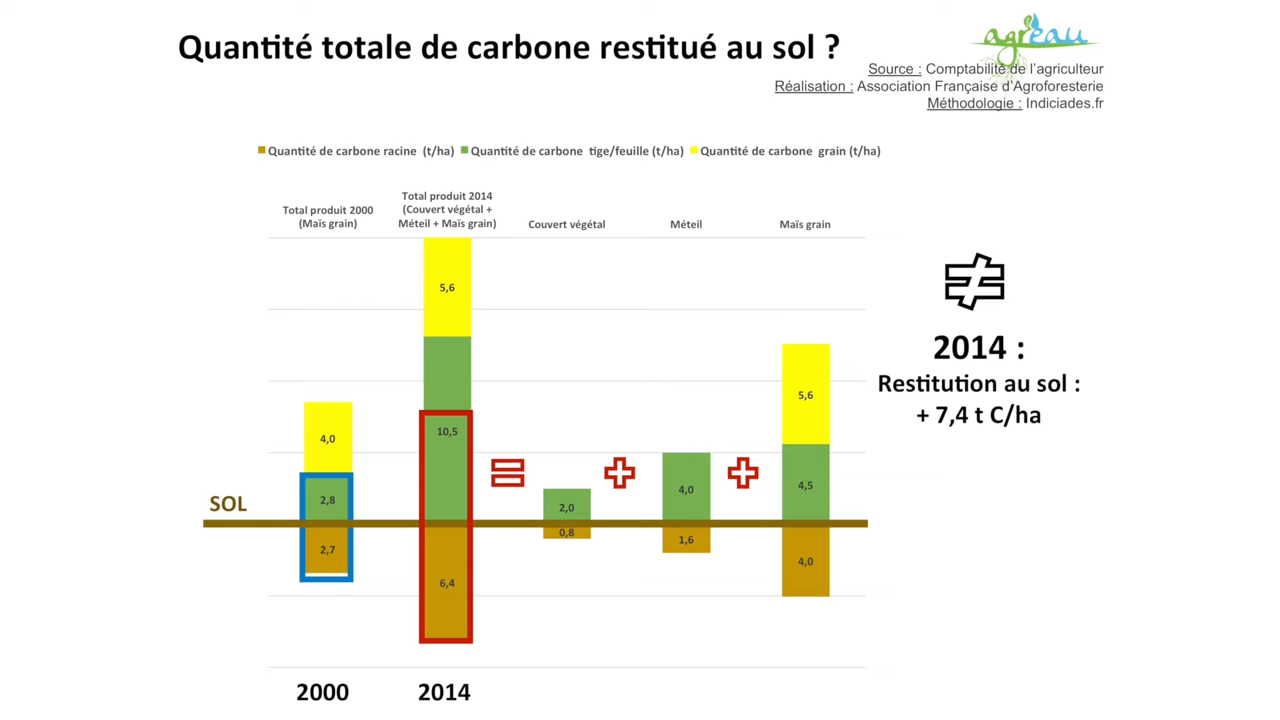 Quantité totale de carbone restitué au sol ?
agr'eau
Source : Comptabilité de l'agriculteur
Réalisation : Association Française d'Agroforesterie
Méthodologie : Indiciades.fr
Quantité de carbone racine (t/ha) Quantité de carbone tige/feuille (t/ha) Quantité de carbone grain (t/ha)
Total produit 2000
(Maïs grain)
Total produit 2014
(Couvert végétal +
Méteil + Maïs grain)
Couvert végétal
Méteil
Maïs grain
5,6
5,6
4,0
10,5
2,8
2,0
4,0
4,5
SOL
2,7
6,4
0,8
1,6
4,0
≠
2014 :
Restitution au sol :
+ 7,4 t C/ha
=
+
+
2000
2014